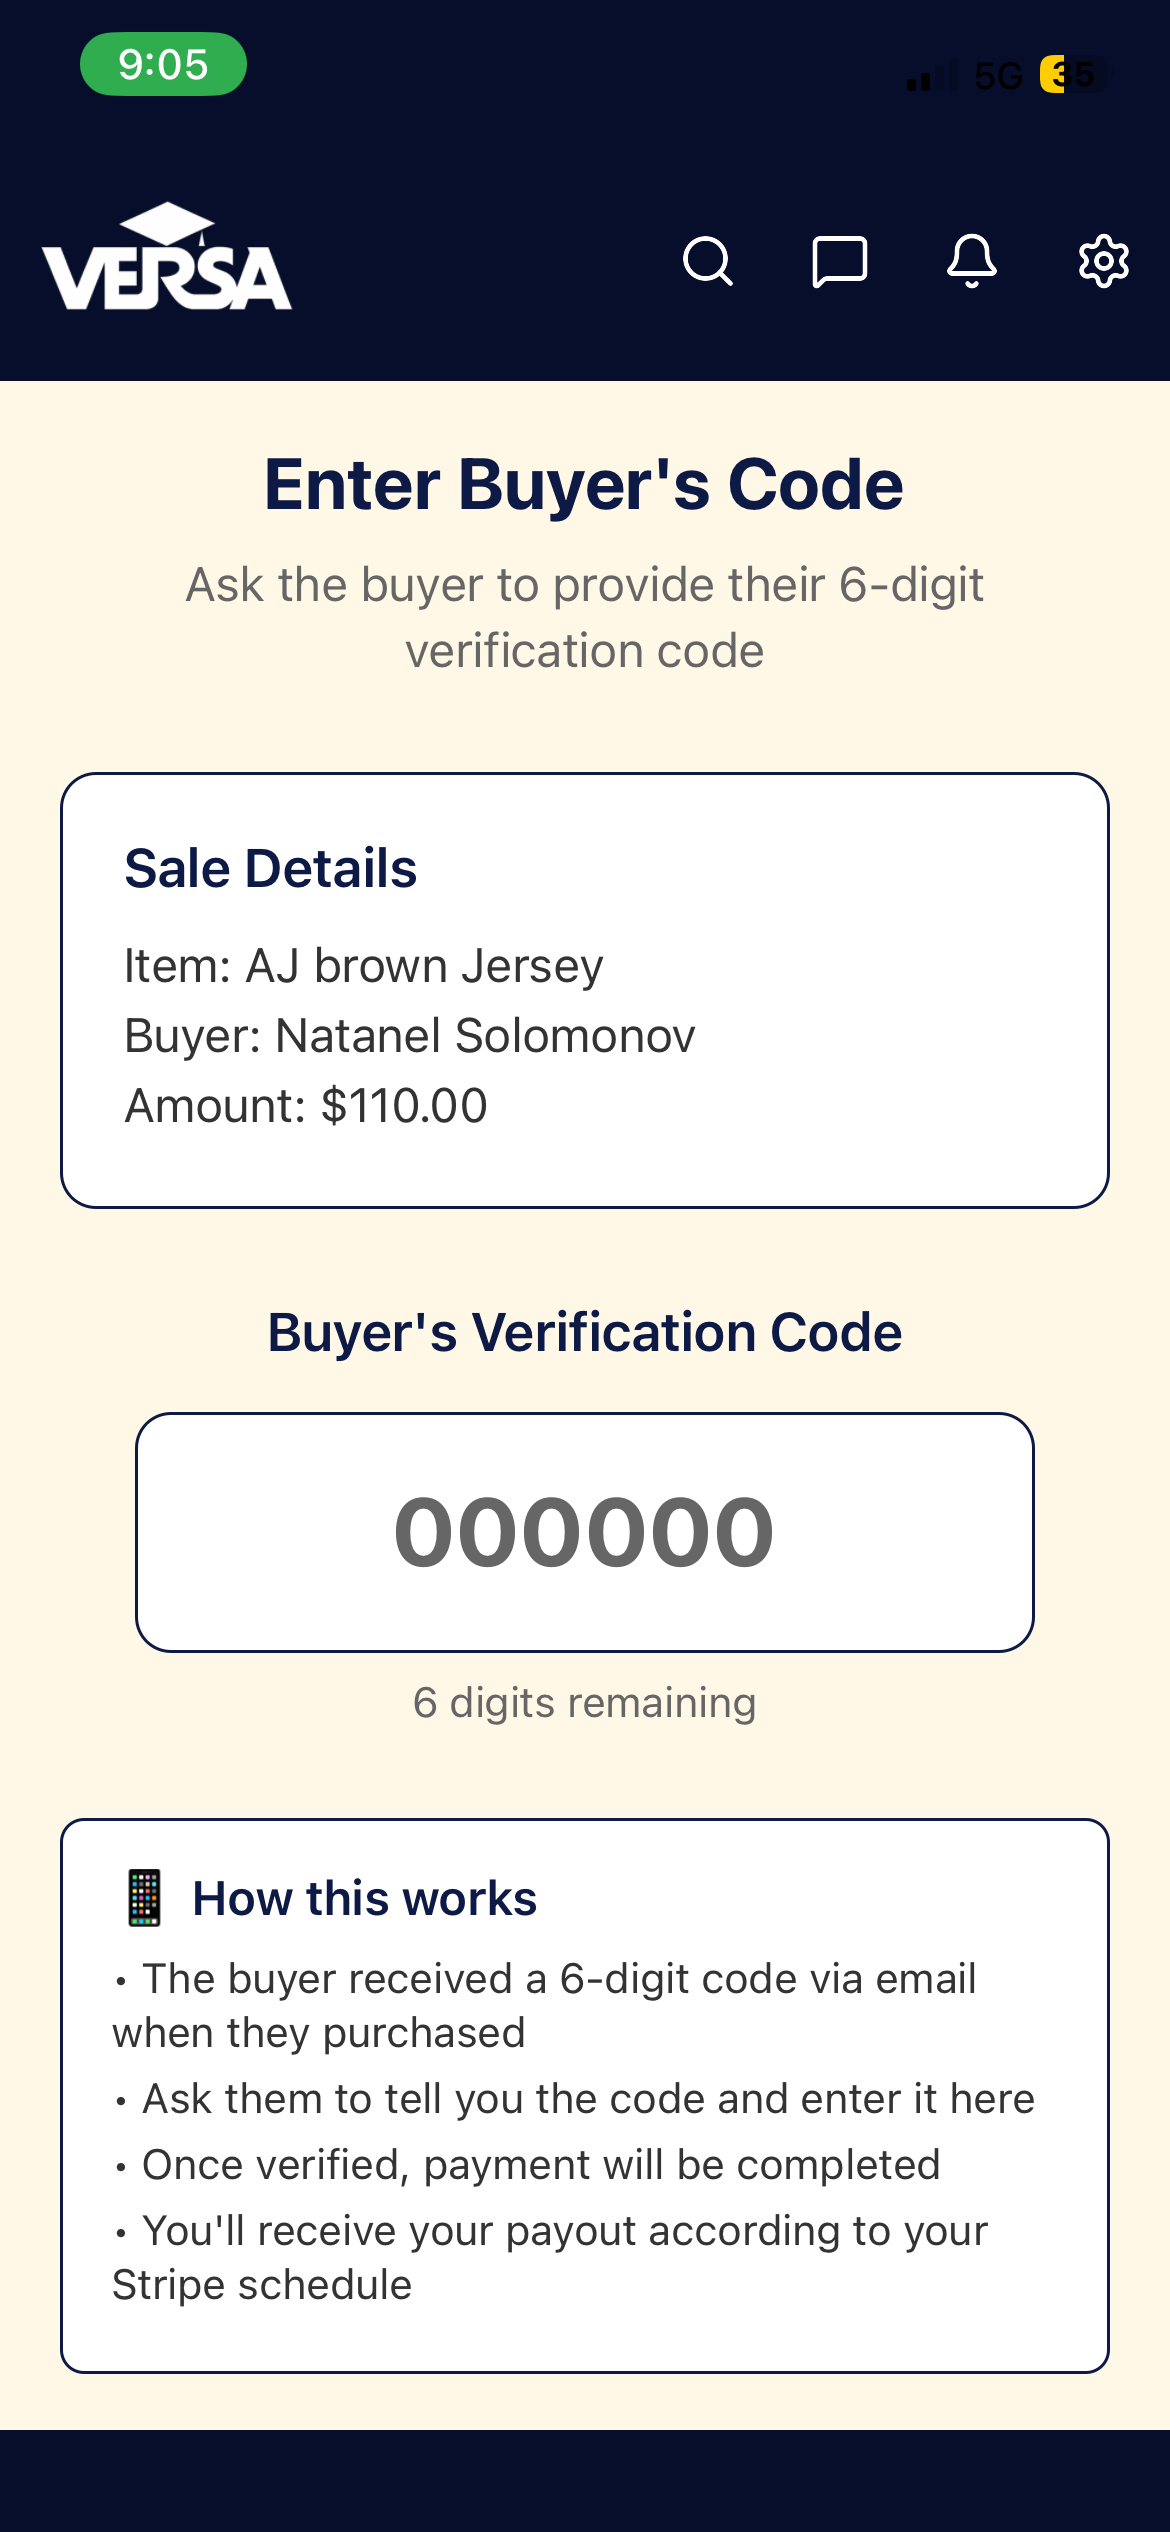 9:05
5G 35
VERSA
Enter Buyer's Code
Ask the buyer to provide their 6-digit
verification code
Sale Details
Item: AJ brown Jersey
Buyer: Natanel Solomonov
Amount: $110.00
Buyer's Verification Code
000000
6 digits remaining
How this works
• The buyer received a 6-digit code via email
when they purchased
• Ask them to tell you the code and enter it here
• Once verified, payment will be completed
• You'll receive your payout according to your
Stripe schedule